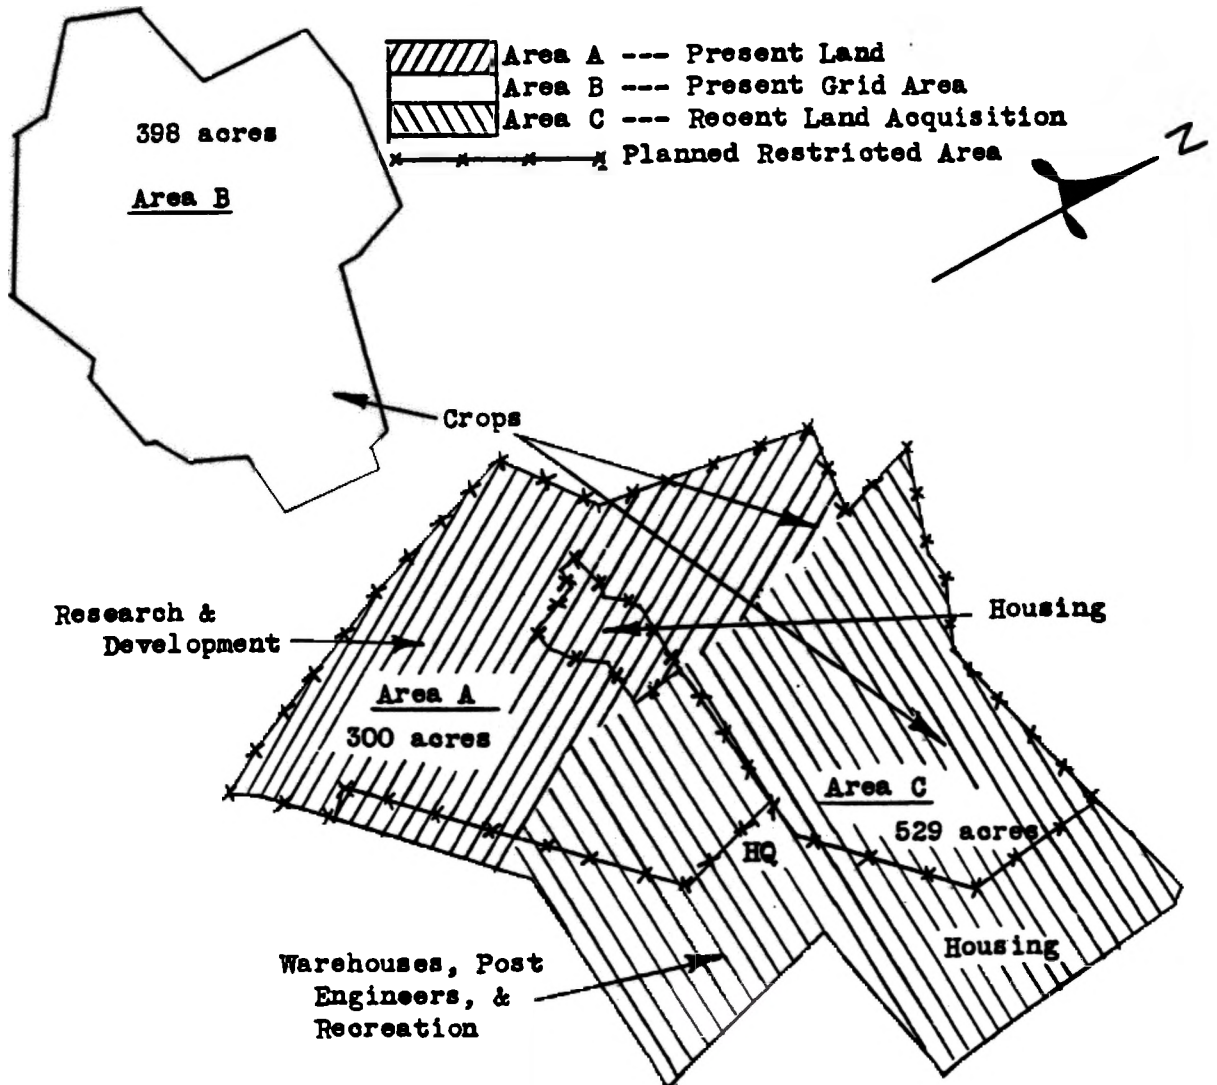 Area A --- Present Land
Area B --- Present Grid Area
Area C --- Recent Land Acquisition
Planned Restricted Area
N
398 acres
Area B
Crops
Research &
Development
Housing
Area A
300 acres
Area C
529 acres
HQ
Housing
Warehouses, Post
Engineers, &
Recreation